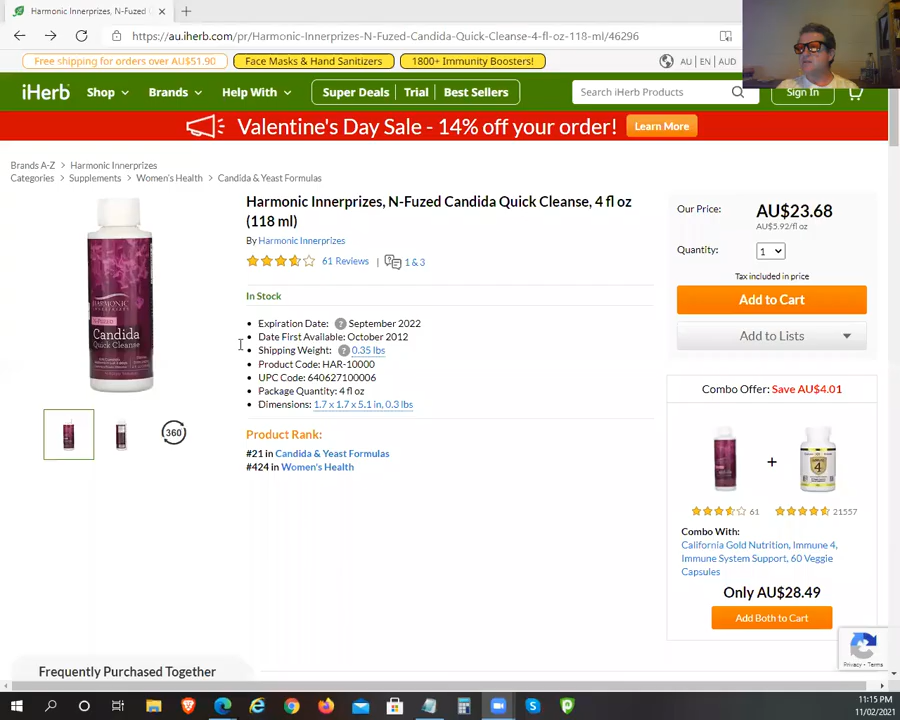 Harmonic Innerprizes, N-Fuzed
https://au.iherb.com/pr/Harmonic-Innerprizes-N-Fuzed-Candida-Quick-Cleanse-4-fl-oz-118-ml/46296
Free shipping for orders over AU$51.90
Face Masks & Hand Sanitizers
1800+ Immunity Boosters!
AU | EN | AUD
iHerb
Shop
Brands
Help With
Super Deals
Trial
Best Sellers
Search iHerb Products
Sign In
Valentine's Day Sale - 14% off your order!
Learn More
Brands A-Z > Harmonic Innerprizes
Categories > Supplements > Women's Health > Candida & Yeast Formulas
Harmonic Innerprizes, N-Fuzed Candida Quick Cleanse, 4 fl oz
(118 ml)
By Harmonic Innerprizes
61 Reviews | 1 & 3
In Stock
Expiration Date: ? September 2022
Date First Available: October 2012
Shipping Weight: ? 0.35 lbs
Product Code: HAR-10000
UPC Code: 640627100006
Package Quantity: 4 fl oz
Dimensions: 1.7 x 1.7 x 5.1 in, 0.3 lbs
Product Rank:
#21 in Candida & Yeast Formulas
#424 in Women's Health
HARMONIC
Candida
Quick Cleanse
360
Our Price:
AU$23.68
AU$5.92/fl oz
Quantity:
1
Tax included in price
Add to Cart
Add to Lists
Combo Offer: Save AU$4.01
+
4
61
21557
Combo With:
California Gold Nutrition, Immune 4,
Immune System Support, 60 Veggie
Capsules
Only AU$28.49
Add Both to Cart
Privacy - Terms
Frequently Purchased Together
11:15 PM
11/02/2021